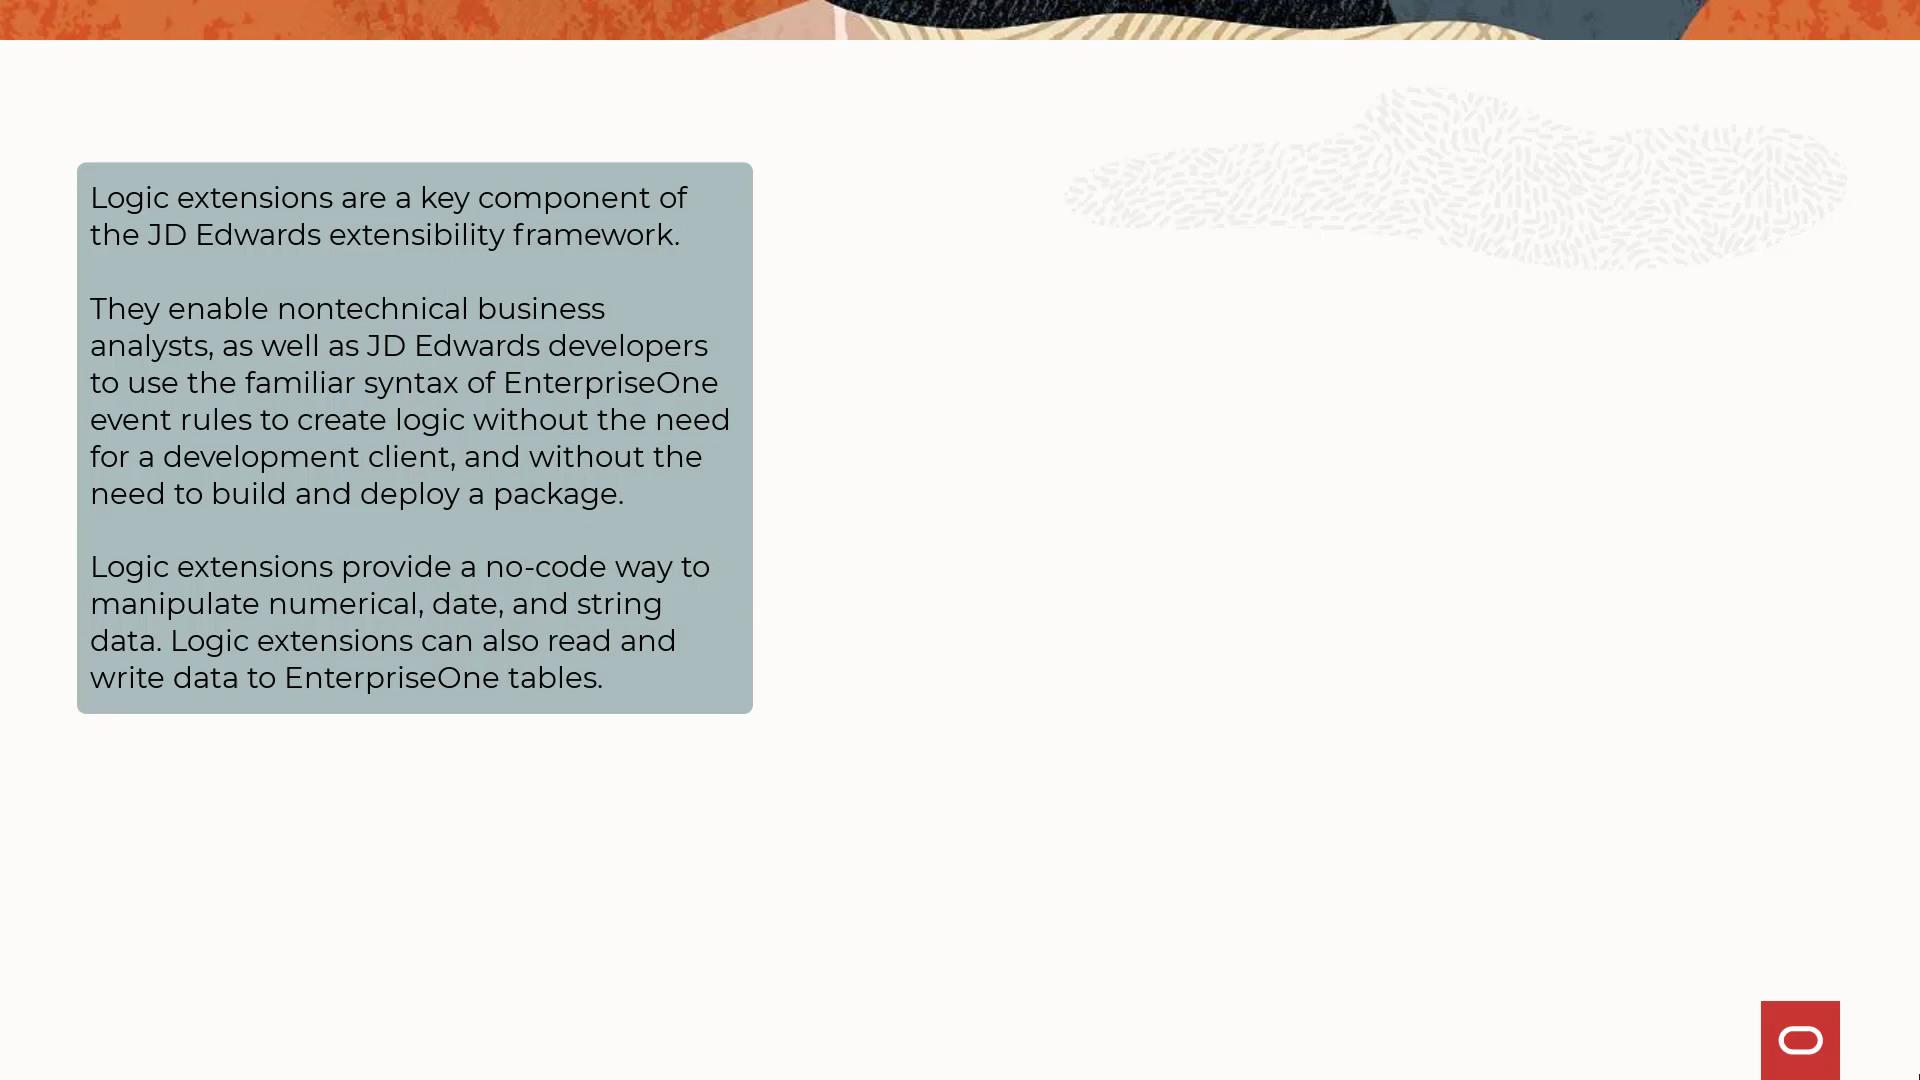 Logic extensions are a key component of
the JD Edwards extensibility framework.
They enable nontechnical business
analysts, as well as JD Edwards developers
to use the familiar syntax of EnterpriseOne
event rules to create logic without the need
for a development client, and without the
need to build and deploy a package.
Logic extensions provide a no-code way to
manipulate numerical, date, and string
data. Logic extensions can also read and
write data to EnterpriseOne tables.